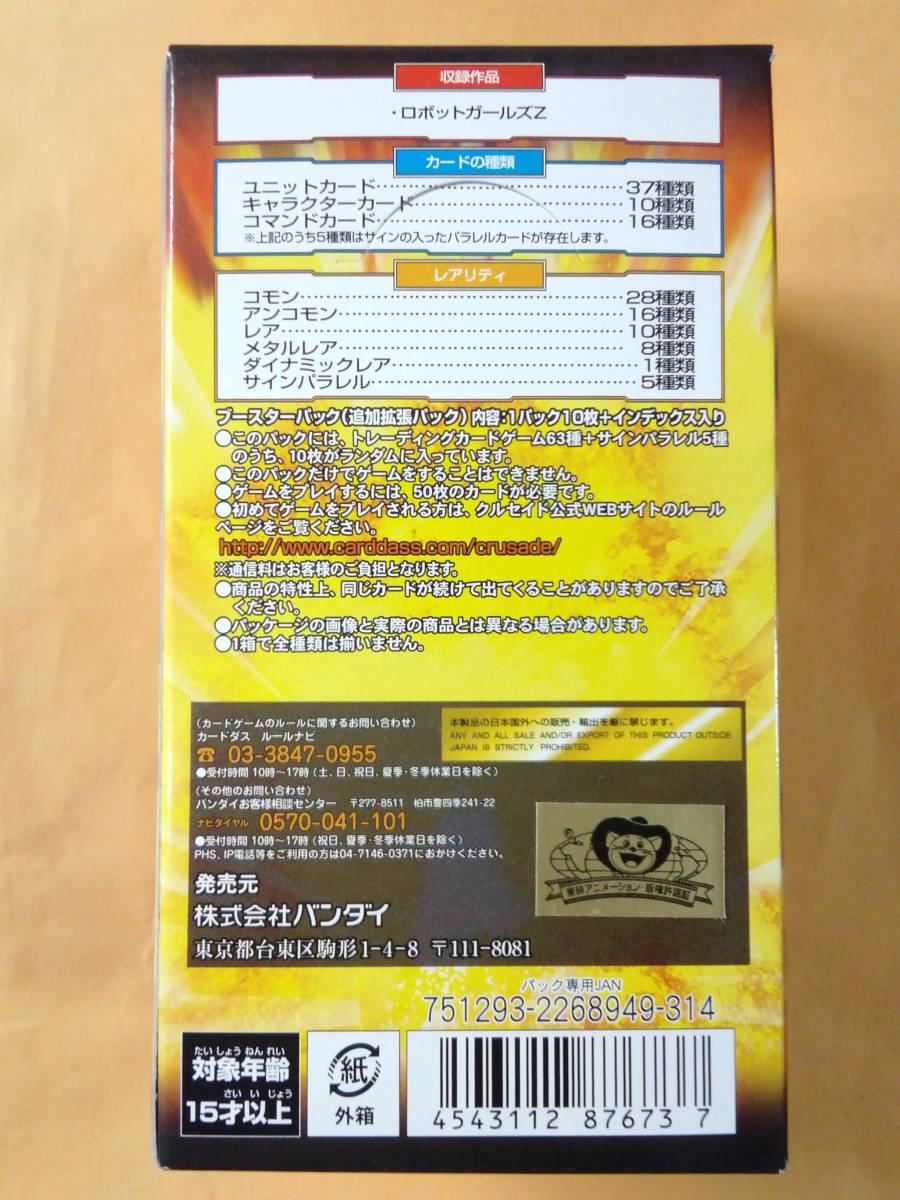 収録作品
・ロボットガールズZ
カードの種類
ユニットカード……………………37種類
キャラクターカード…………………10種類
コマンドカード……………………16種類
※上記のうち5種類はサインの入ったパラレルカードが存在します。
レアリティ
コモン……………………28種類
アンコモン……………………16種類
レア……………………10種類
メタルレア……………………8種類
ダイナミックレア……………………1種類
サインパラレル……………………5種類
ブースターパック(追加拡張パック) 内容:1パック10枚+インデックス入り
●このパックには、トレーディングカードゲーム63種+サインパラレル5種
のうち、10枚がランダムに入っています。
●このパックだけでゲームをすることはできません。
●ゲームをプレイするには、50枚のカードが必要です。
●初めてゲームをプレイされる方は、クルセイド公式WEBサイトのルール
ページをご覧ください。
http://www.carddass.com/crusade/
※通信料はお客様のご負担となります。
●商品の特性上、同じカードが続けて出てくることがありますのでご了承
ください。
●パッケージの画像と実際の商品とは異なる場合があります。
●1箱で全種類は揃いません。
(カードゲームのルールに関するお問い合わせ)
カードダス ルールナビ
☎ 03-3847-0955
●受付時間 10時~17時(土、日、祝日、夏季・冬季休業日を除く)
(その他のお問い合わせ)
バンダイお客様相談センター 〒277-8511 柏市豊四季241-22
ナビダイヤル 0570-041-101
●受付時間 10時~17時(祝日、夏季・冬季休業日を除く)
PHS、IP電話等をご利用の方は04-7146-0371におかけください。
本製品の日本国外への販売・輸出を厳に禁じます。
ANY AND ALL SALE AND/OR EXPORT OF THIS PRODUCT OUTSIDE
JAPAN IS STRICTLY PROHIBITED.
東映アニメーション・版権許諾証
発売元
株式会社バンダイ
東京都台東区駒形1-4-8 〒111-8081
パック専用JAN
751293-2268949-314
たいしょうねんれい
対象年齢
さいいじょう
15才以上
紙
外箱
4543112 87673 7